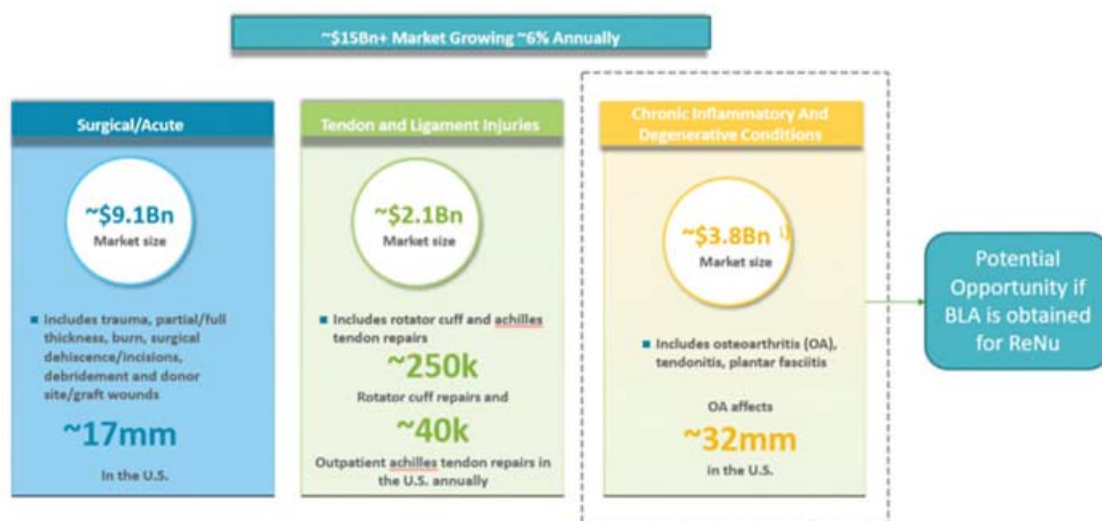 ~$15Bn+ Market Growing ~6% Annually
Surgical/Acute
~$9.1Bn
Market size
Includes trauma, partial/full
thickness, burn, surgical
dehiscence/incisions,
debridement and donor
site/graft wounds
~17mm
In the U.S.
Tendon and Ligament Injuries
~$2.1Bn
Market size
Includes rotator cuff and achilles
tendon repairs
~250k
Rotator cuff repairs and
~40k
Outpatient achilles tendon repairs in
the U.S. annually
Chronic Inflammatory And
Degenerative Conditions
~$3.8Bn
Market size
Includes osteoarthritis (OA),
tendonitis, plantar fasciitis
OA affects
~32mm
in the U.S.
Potential
Opportunity if
BLA is obtained
for ReNu